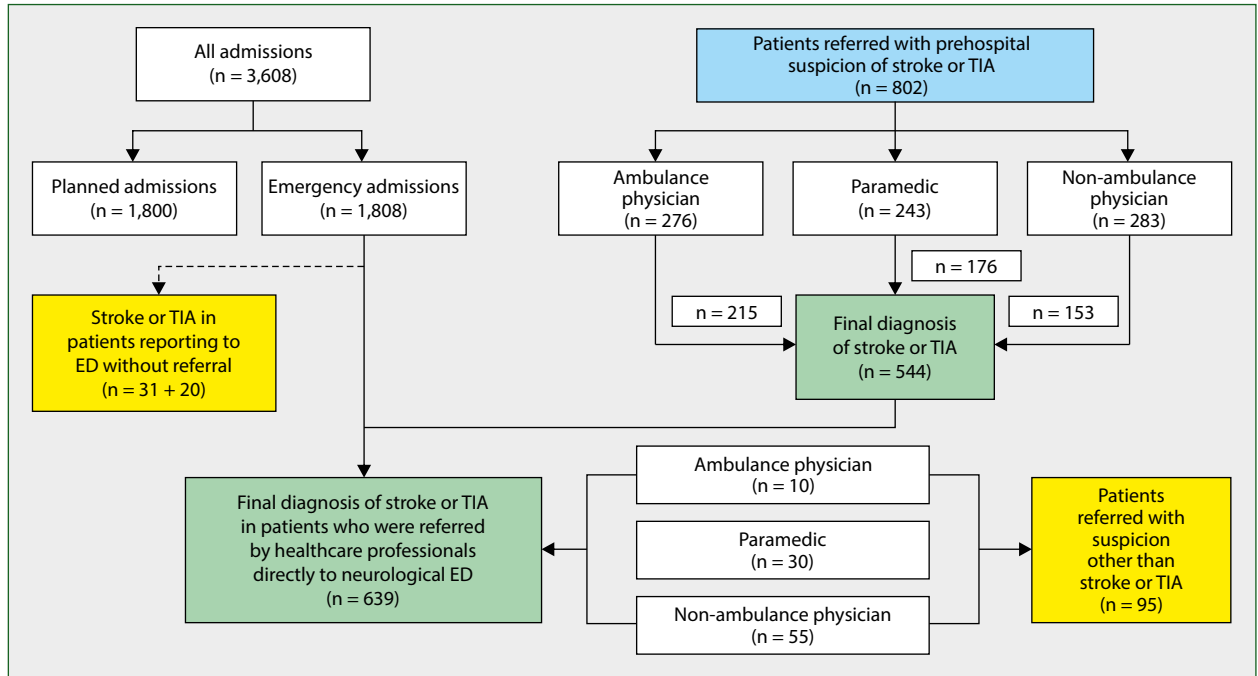 All admissions
(n = 3,608)
Patients referred with prehospital
suspicion of stroke or TIA
(n = 802)
Planned admissions
(n = 1,800)
Emergency admissions
(n = 1,808)
Ambulance
physician
(n = 276)
Paramedic
(n = 243)
Non-ambulance
physician
(n = 283)
n = 176
n = 215
n = 153
Stroke or TIA in
patients reporting to
ED without referral
(n = 31 + 20)
Final diagnosis
of stroke or TIA
(n = 544)
Final diagnosis of stroke or TIA
in patients who were referred
by healthcare professionals
directly to neurological ED
(n = 639)
Ambulance physician
(n = 10)
Paramedic
(n = 30)
Non-ambulance physician
(n = 55)
Patients
referred with
suspicion
other than
stroke or TIA
(n = 95)